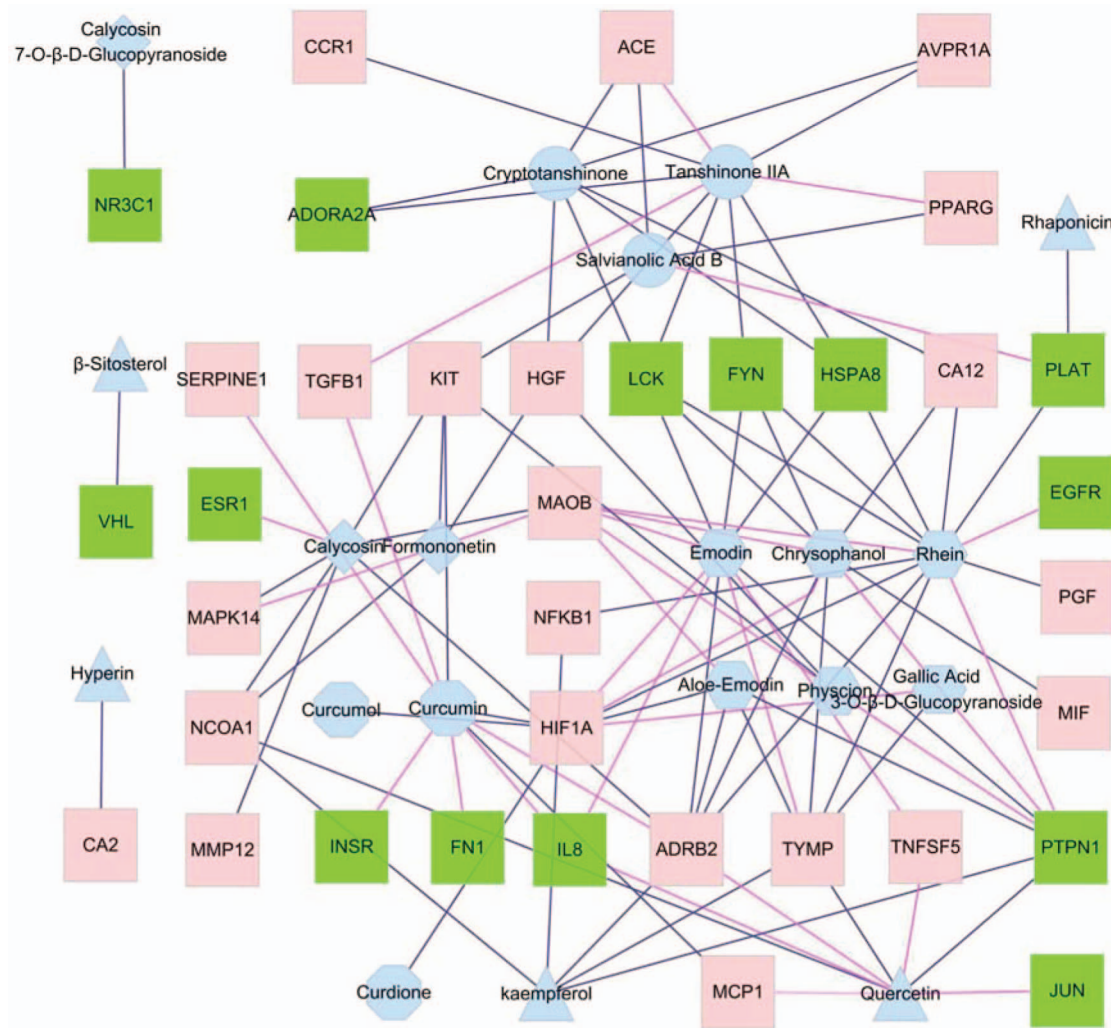 Calycosin
7-O-β-D-Glucopyranoside
CCR1
ACE
AVPR1A
Cryptotanshinone
Tanshinone IIA
NR3C1
ADORA2A
PPARG
Rhaponicin
Salvianolic Acid B
β-Sitosterol
SERPINE1
TGFB1
KIT
HGF
LCK
FYN
HSPA8
CA12
PLAT
VHL
ESR1
MAOB
EGFR
Calycosin
Formononetin
Emodin
Chrysophanol
Rhein
MAPK14
NFKB1
PGF
Hyperin
Aloe-Emodin
Physcion
Gallic Acid
3-O-β-D-Glucopyranoside
NCOA1
Curcumol
Curcumin
HIF1A
MIF
CA2
MMP12
INSR
FN1
IL8
ADRB2
TYMP
TNFSF5
PTPN1
Curdione
kaempferol
MCP1
Quercetin
JUN